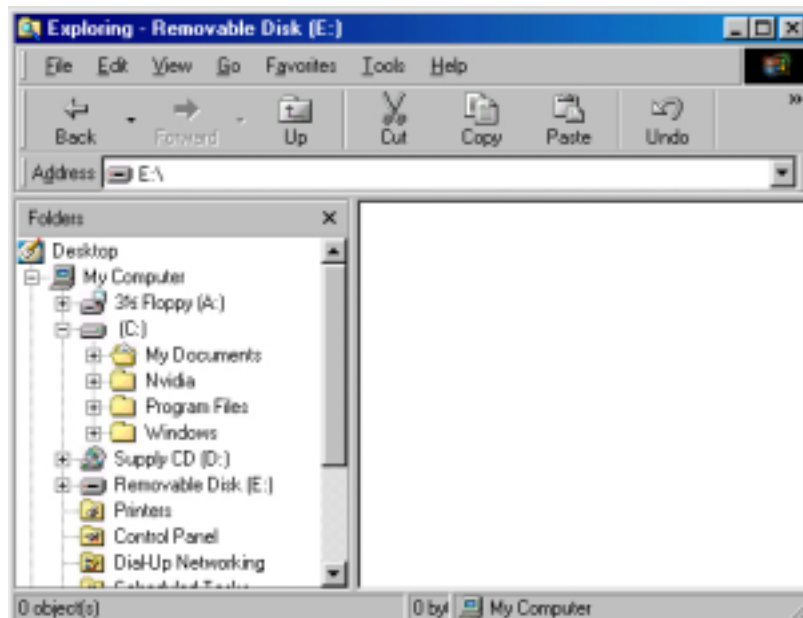 Exploring - Removable Disk (E:)
File Edit View Go Favorites Tools Help
Back Forward Up Cut Copy Paste Undo »
Address E:\
Folders
Desktop
My Computer
3½ Floppy (A:)
(C:)
My Documents
Nvidia
Program Files
Windows
Supply CD (D:)
Removable Disk (E:)
Printers
Control Panel
Dial-Up Networking
Scheduled Tasks
0 object(s) 0 byt My Computer